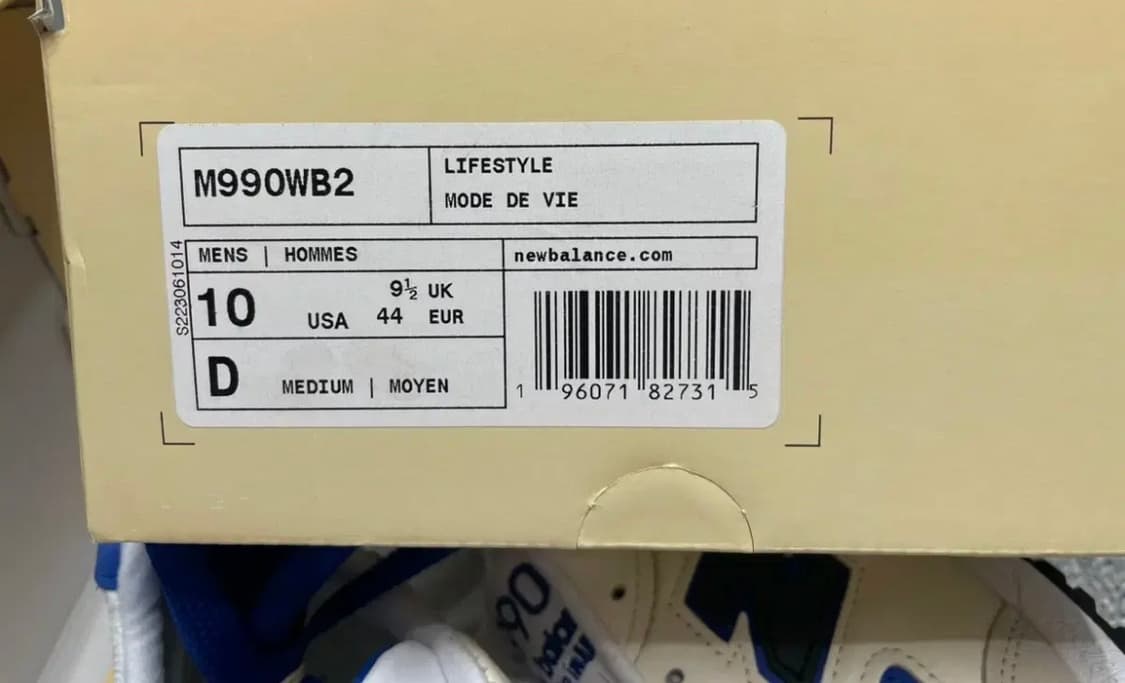 M990WB2
LIFESTYLE
MODE DE VIE
S223061014
MENS | HOMMES
newbalance.com
10 USA
9½ UK
44 EUR
D MEDIUM | MOYEN
1 96071 82731 5
90